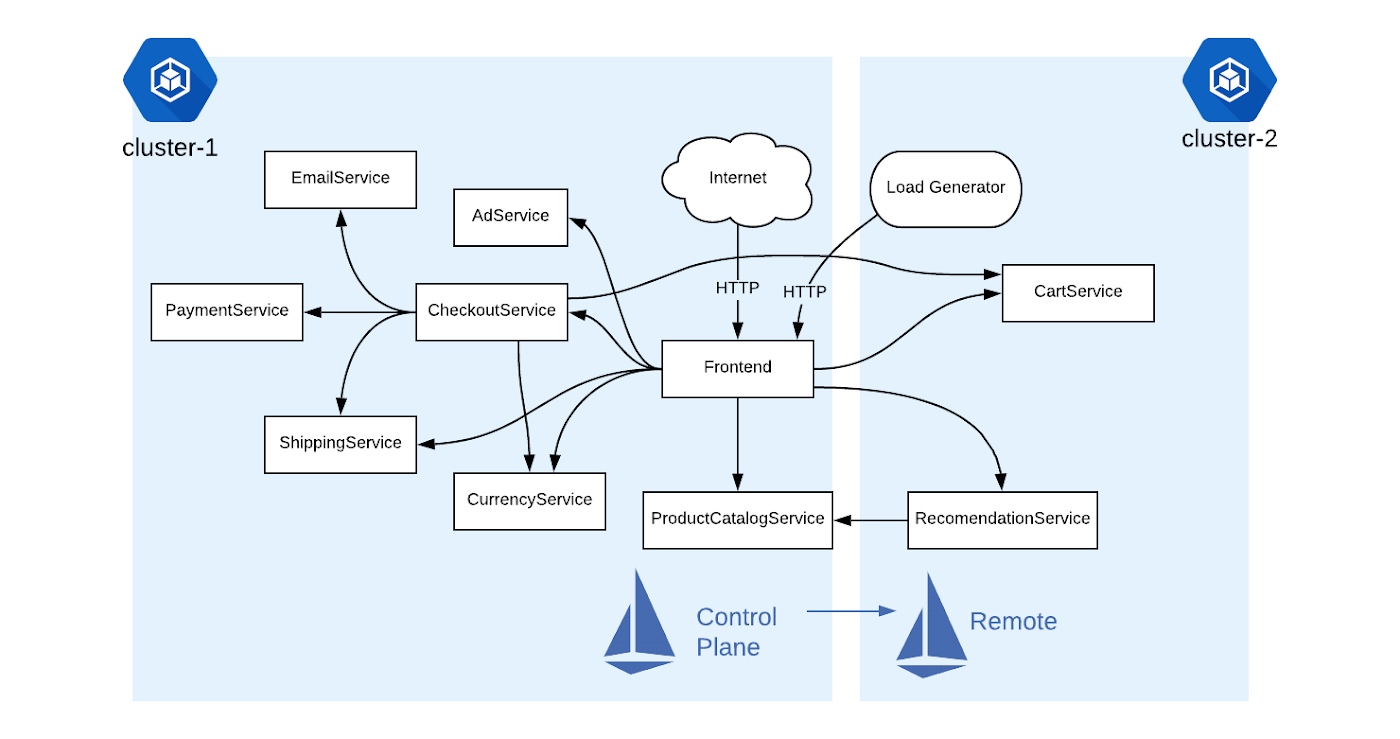 cluster-1
cluster-2
EmailService
Internet
Load Generator
AdService
PaymentService
CheckoutService
HTTP
HTTP
CartService
Frontend
ShippingService
CurrencyService
ProductCatalogService
RecomendationService
Control
Plane
Remote